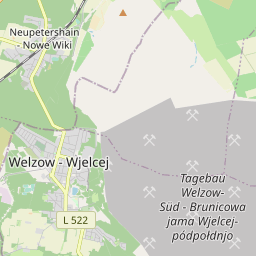 Neupetershain
- Nowe Wiki
Welzow - Wjelcej
L 522
Tagebau
Welzow-
Süd - Brunicowa
jama Wjelcej-
pódpołdnjo